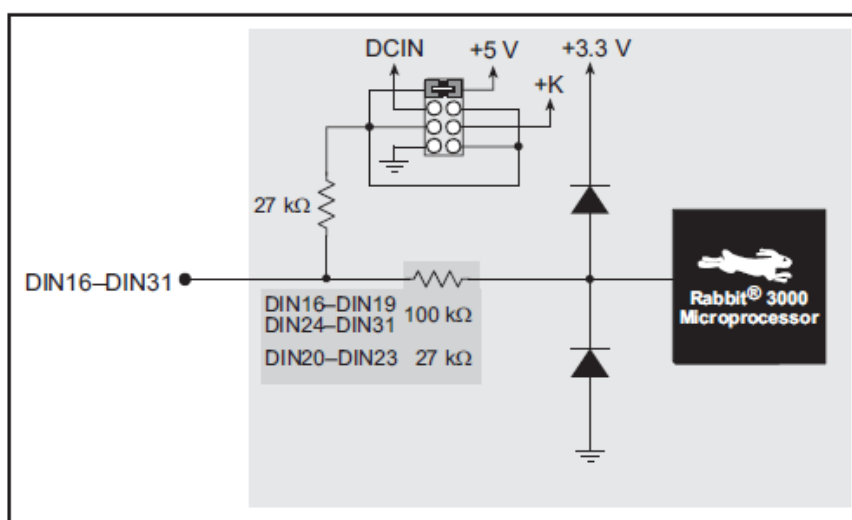 DCIN
+5 V
+3.3 V
+K
27 kΩ
DIN16–DIN31
DIN16–DIN19
DIN24–DIN31
100 kΩ
DIN20–DIN23 27 kΩ
Rabbit® 3000
Microprocessor